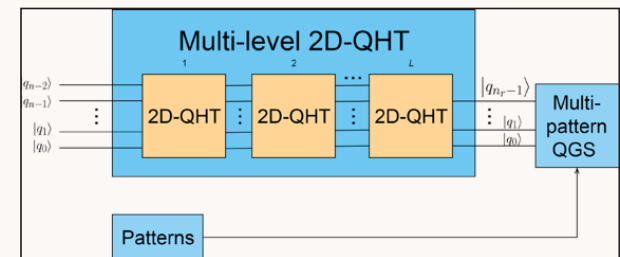 Multi-level 2D-QHT
1
2
L
...
|q_{n-2}⟩
|q_{n-1}⟩
⋮
|q_1⟩
|q_0⟩
2D-QHT
⋮
2D-QHT
⋮
2D-QHT
|q_{n_r-1}⟩
⋮
|q_1⟩
|q_0⟩
Multi-
pattern
QGS
Patterns